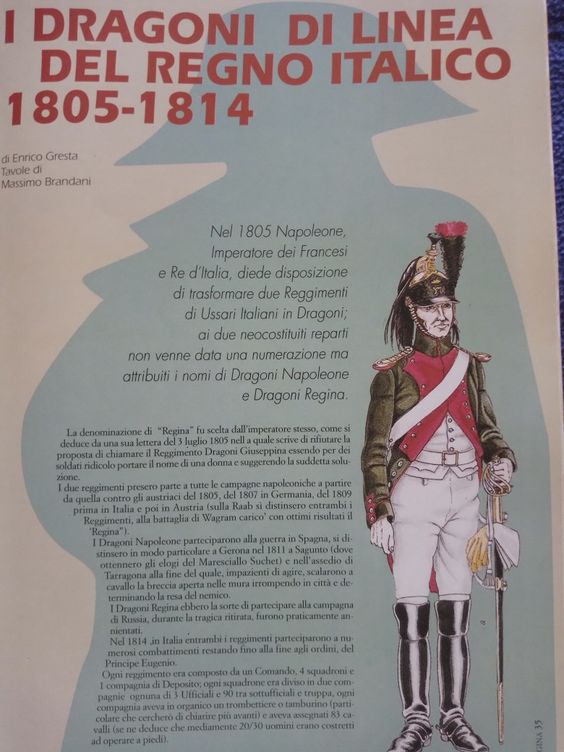 I DRAGONI DI LINEA
DEL REGNO ITALICO
1805-1814
di Enrico Gresta
Tavole di
Massimo Brandani
Nel 1805 Napoleone,
Imperatore dei Francesi
e Re d'Italia, diede disposizione
di trasformare due Reggimenti
di Ussari Italiani in Dragoni;
ai due neocostituiti reparti
non venne data una numerazione ma
attribuiti i nomi di Dragoni Napoleone
e Dragoni Regina.
La denominazione di "Regina" fu scelta dall'imperatore stesso, come si
deduce da una sua lettera del 3 luglio 1805 nell a quale scrive di rifiutare la
proposta di chiamare il Reggimento Dragoni Giuseppina essendo per dei
soldati ridicolo portare il nome di una donna e suggerendo la suddetta solu-
zione.
I due reggimenti presero parte a tutte le campagne napoleoniche a partire
da quella contro gli austriaci del 1805, del 1807 in Germania, del 1809
prima in Italia e poi in Austria (sulla Raab si distinsero entrambi i
Reggimenti, alla battaglia di Wagram carico' con ottimi risultati il
"Regina").
I Dragoni Napoleone parteciparono alla guerra in Spagna, si di-
stinsero in modo particolare a Gerona nel 1811 a Sagunto (dove
ottennero gli elogi del Maresciallo Suchet) e nell'assedio di
Tarragona alla fine del quale, impazienti di agire, scalarono a
cavallo la breccia aperta nelle mura irrompendo in città e de-
terminando la resa del nemico.
I Dragoni Regina ebbero la sorte di partecipare alla campagna
di Russia, durante la tragica ritirata, furono praticamente an-
nientati.
Nel 1814 ,in Italia entrambi i reggimenti parteciparono a nu-
merosi combattimenti restando fino alla fine agli ordini, del
Principe Eugenio.
Ogni reggimento era composto da un Comando, 4 squadroni e
1 compagnia di Deposito; ogni squadrone era diviso in due com-
pagnie ognuna di 3 Ufficiali e 90 tra sottufficiali e truppa, ogni
compagnia aveva in organico un trombettiere o tamburino (parti-
colare che cercherò di chiarire più avanti) e aveva assegnati 83 ca-
valli (se ne deduce che mediamente 20/30 uomini erano costretti
ad operare a piedi).
PAGINA 35